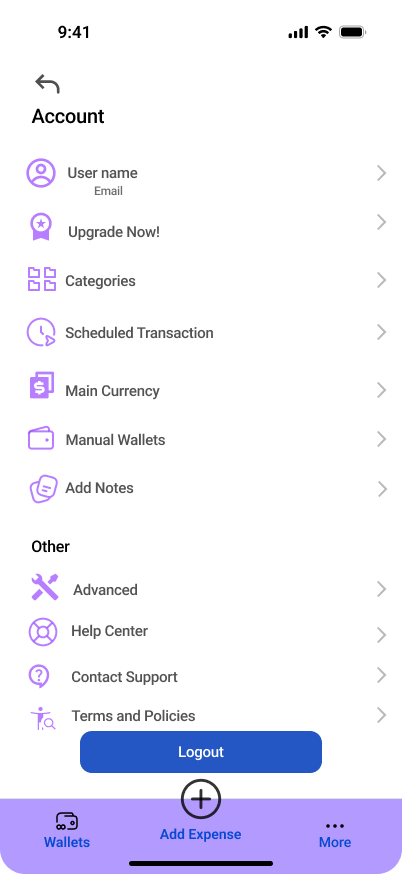 9:41
Account
User name
Email
Upgrade Now!
Categories
Scheduled Transaction
Main Currency
Manual Wallets
Add Notes
Other
Advanced
Help Center
Contact Support
Terms and Policies
Logout
Wallets
Add Expense
More